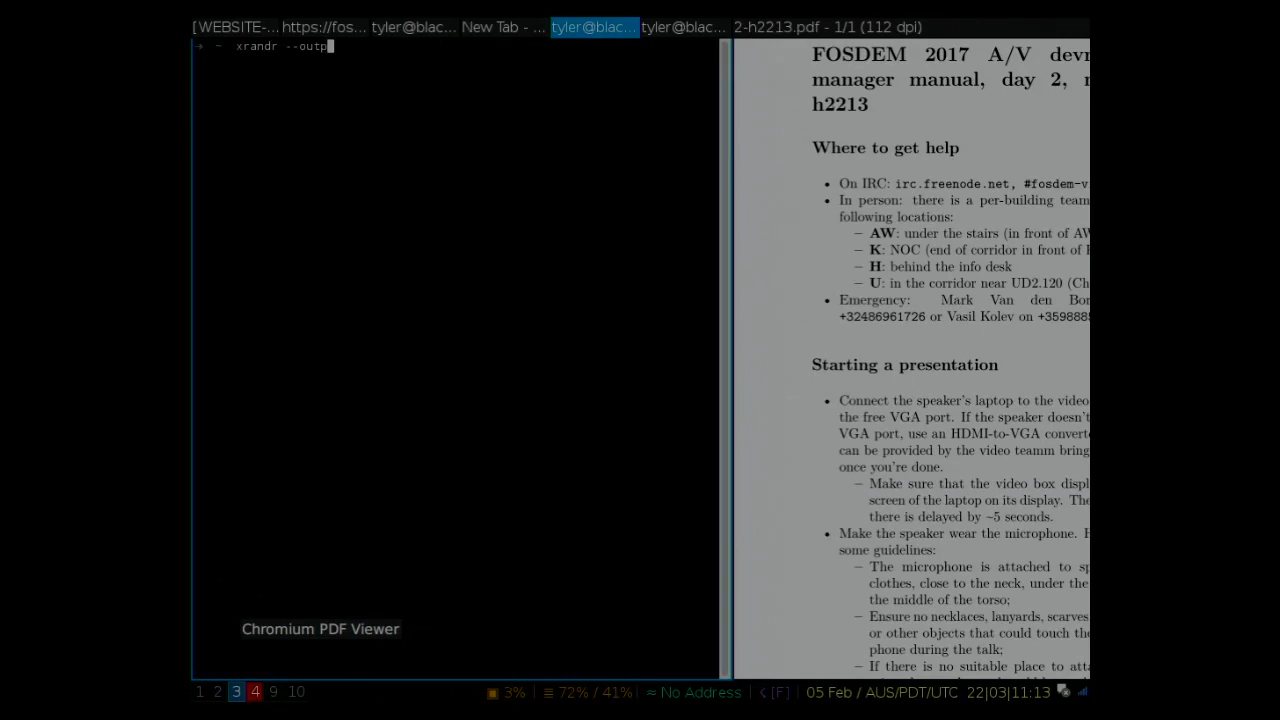 [WEBSITE-... https://fos... tyler@blac... New Tab - ... tyler@blac... tyler@blac... 2-h2213.pdf - 1/1 (112 dpi)
→ ~ xrandr --outp
FOSDEM 2017 A/V devr
manager manual, day 2, r
h2213
Where to get help
• On IRC: irc.freenode.net, #fosdem-v
• In person: there is a per-building team
following locations:
– AW: under the stairs (in front of AW
– K: NOC (end of corridor in front of
– H: behind the info desk
– U: in the corridor near UD2.120 (Ch
• Emergency: Mark Van den Bor
+32486961726 or Vasil Kolev on +359888
Starting a presentation
• Connect the speaker's laptop to the video
the free VGA port. If the speaker doesn't
VGA port, use an HDMI-to-VGA converte
can be provided by the video teamm bring
once you're done.
– Make sure that the video box displ
screen of the laptop on its display. The
there is delayed by ~5 seconds.
• Make the speaker wear the microphone. H
some guidelines:
– The microphone is attached to sp
clothes, close to the neck, under the
the middle of the torso;
– Ensure no necklaces, lanyards, scarves
or other objects that could touch the
phone during the talk;
– If there is no suitable place to atta
Chromium PDF Viewer
1 2 3 4 9 10 3% 72% / 41% ≈ No Address < [F] 05 Feb / AUS/PDT/UTC 22|03|11:13